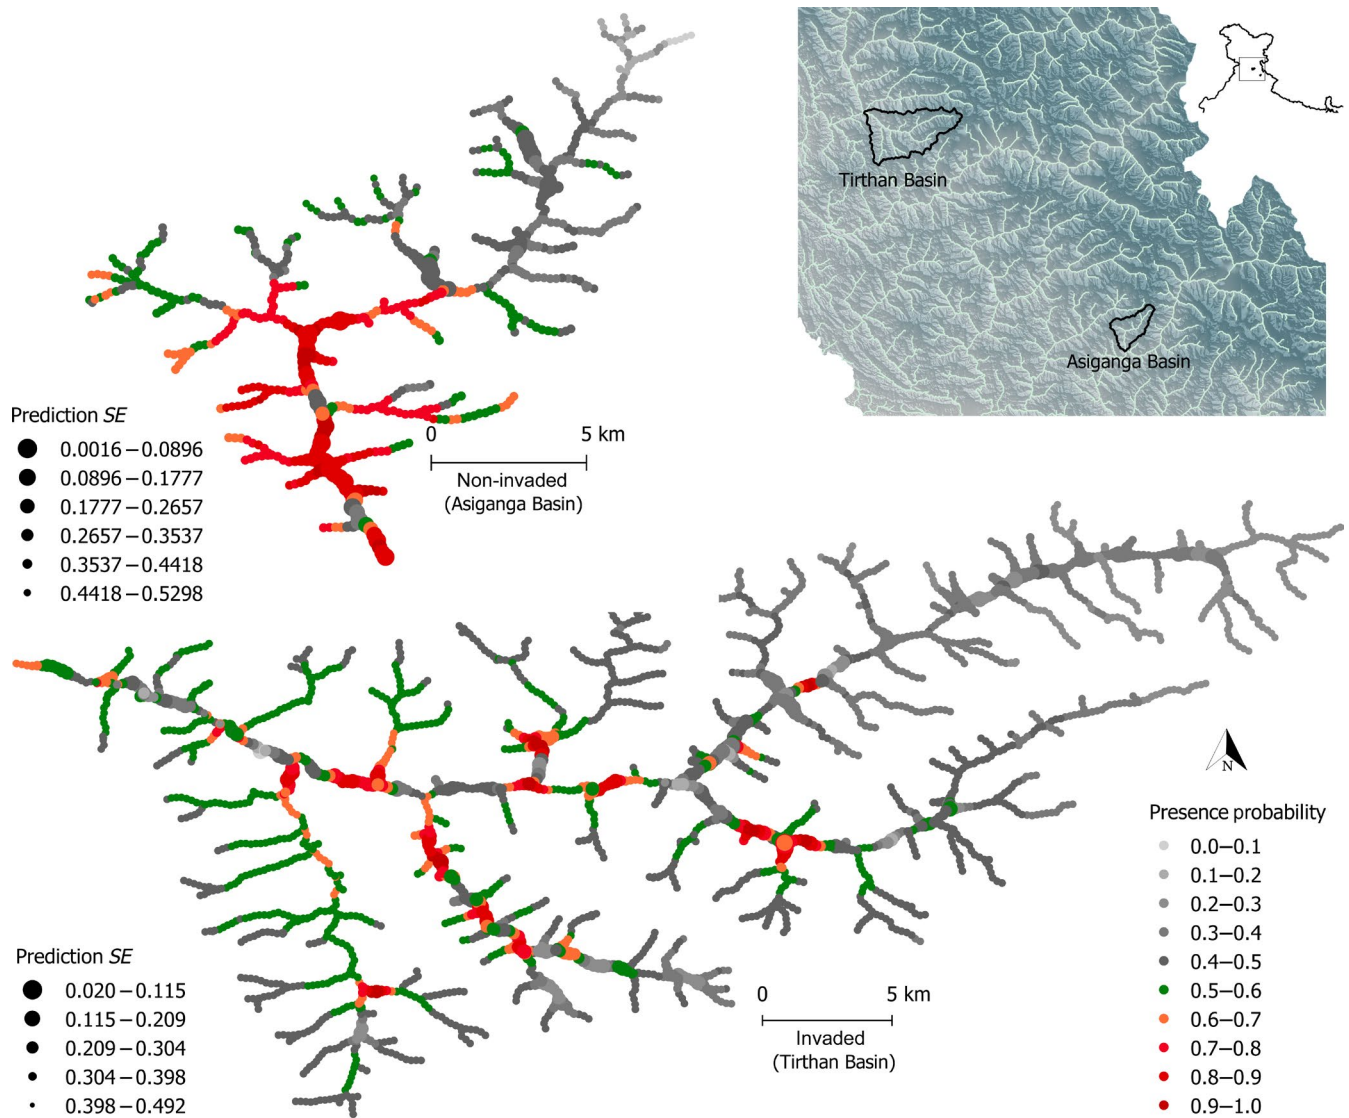 Tirthan Basin
Asiganga Basin
Prediction SE
0.0016–0.0896
0.0896–0.1777
0.1777–0.2657
0.2657–0.3537
0.3537–0.4418
0.4418–0.5298
0 5 km
Non-invaded
(Asiganga Basin)
N
Presence probability
0.0–0.1
0.1–0.2
0.2–0.3
0.3–0.4
0.4–0.5
0.5–0.6
0.6–0.7
0.7–0.8
0.8–0.9
0.9–1.0
Prediction SE
0.020–0.115
0.115–0.209
0.209–0.304
0.304–0.398
0.398–0.492
0 5 km
Invaded
(Tirthan Basin)